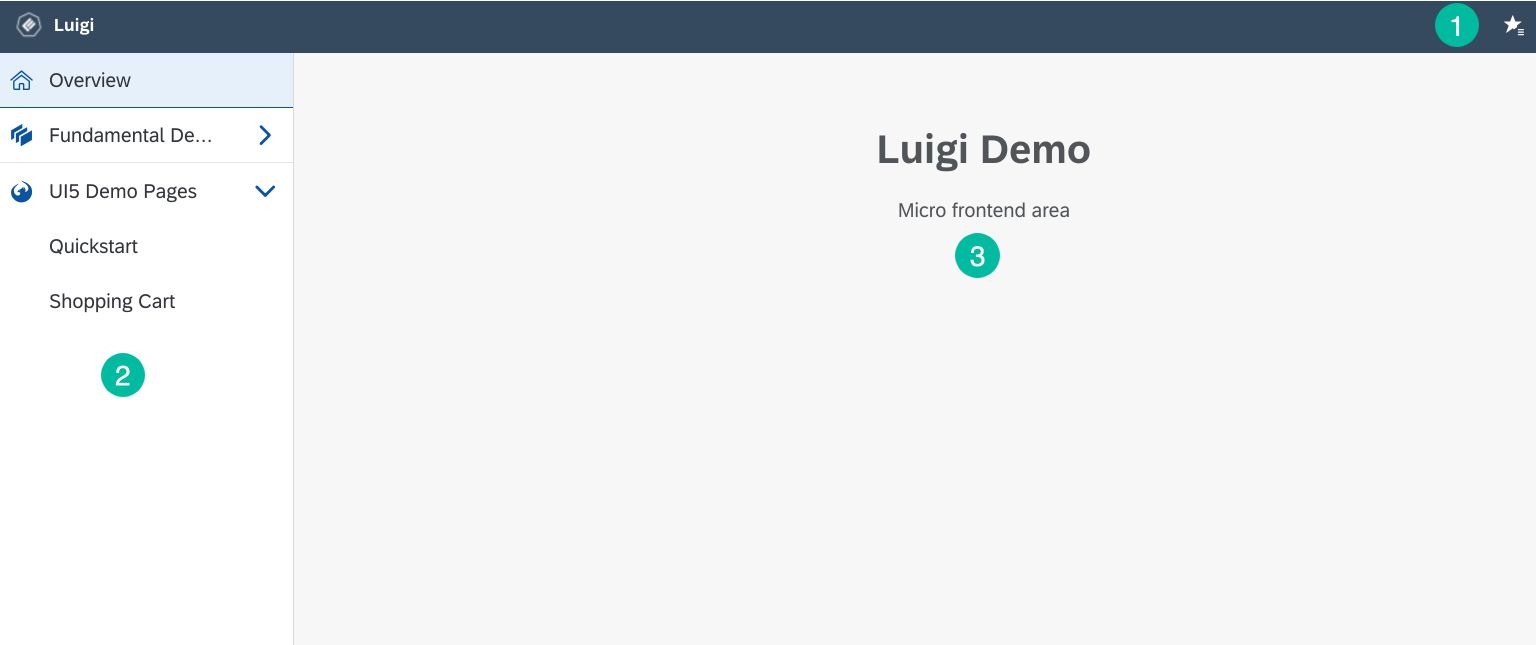 Luigi
1
Overview
Fundamental De...
UI5 Demo Pages
Quickstart
Shopping Cart
2
Luigi Demo
Micro frontend area
3